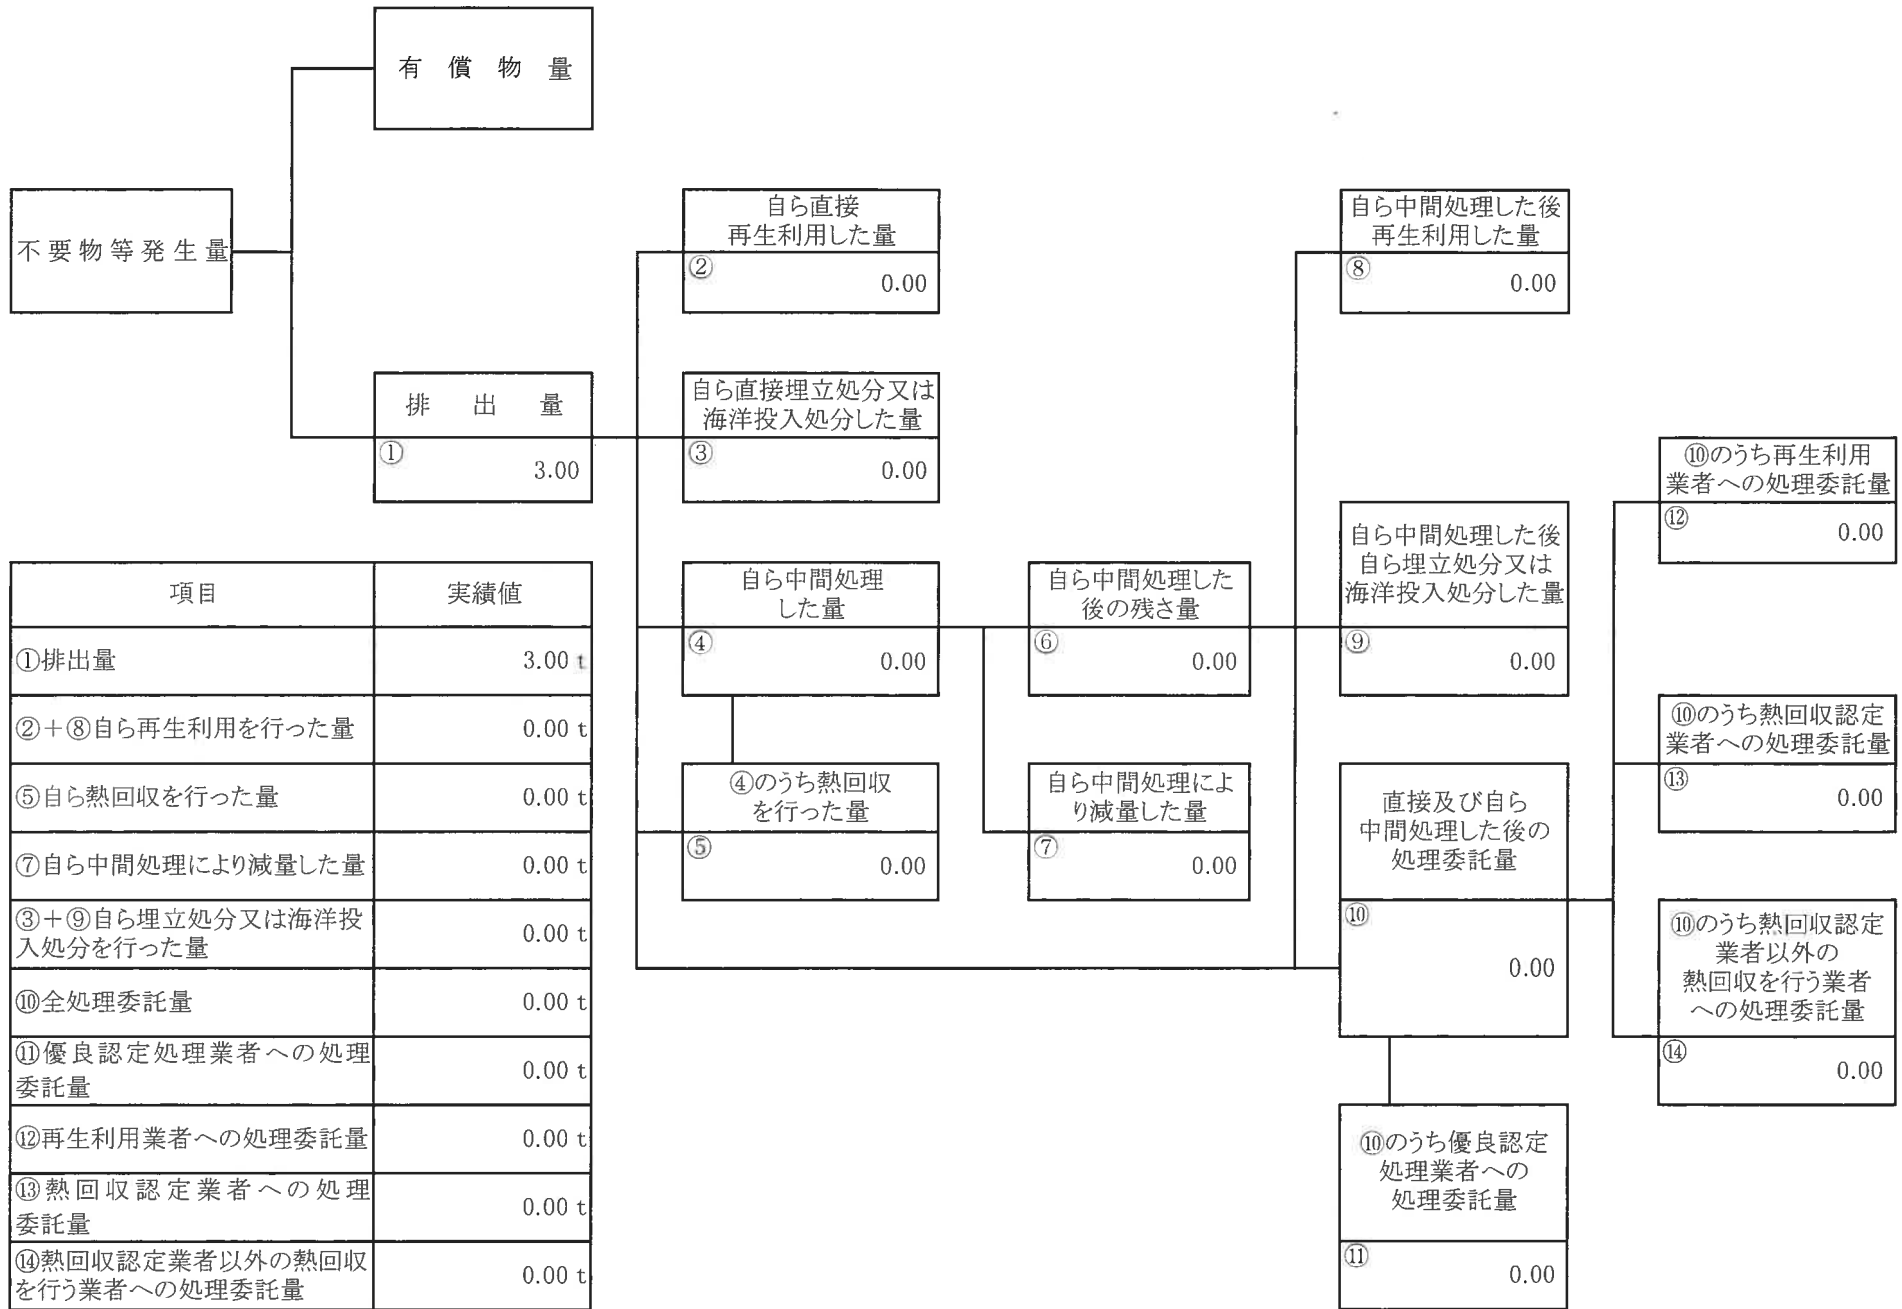 有償物量
不要物等発生量
排出量
①
3.00
自ら直接
再生利用した量
②
0.00
自ら直接埋立処分又は
海洋投入処分した量
③
0.00
自ら中間処理
した量
④
0.00
④のうち熱回収
を行った量
⑤
0.00
自ら中間処理した
後の残さ量
⑥
0.00
自ら中間処理によ
り減量した量
⑦
0.00
自ら中間処理した後
再生利用した量
⑧
0.00
自ら中間処理した後
自ら埋立処分又は
海洋投入処分した量
⑨
0.00
直接及び自ら
中間処理した後の
処理委託量
⑩
0.00
⑩のうち優良認定
処理業者への
処理委託量
⑪
0.00
⑩のうち再生利用
業者への処理委託量
⑫
0.00
⑩のうち熱回収認定
業者への処理委託量
⑬
0.00
⑩のうち熱回収認定
業者以外の
熱回収を行う業者
への処理委託量
⑭
0.00
項目 実績値
①排出量 3.00 t
②+⑧自ら再生利用を行った量 0.00 t
⑤自ら熱回収を行った量 0.00 t
⑦自ら中間処理により減量した量 0.00 t
③+⑨自ら埋立処分又は海洋投
入処分を行った量 0.00 t
⑩全処理委託量 0.00 t
⑪優良認定処理業者への処理
委託量 0.00 t
⑫再生利用業者への処理委託量 0.00 t
⑬熱回収認定業者への処理
委託量 0.00 t
⑭熱回収認定業者以外の熱回収
を行う業者への処理委託量 0.00 t